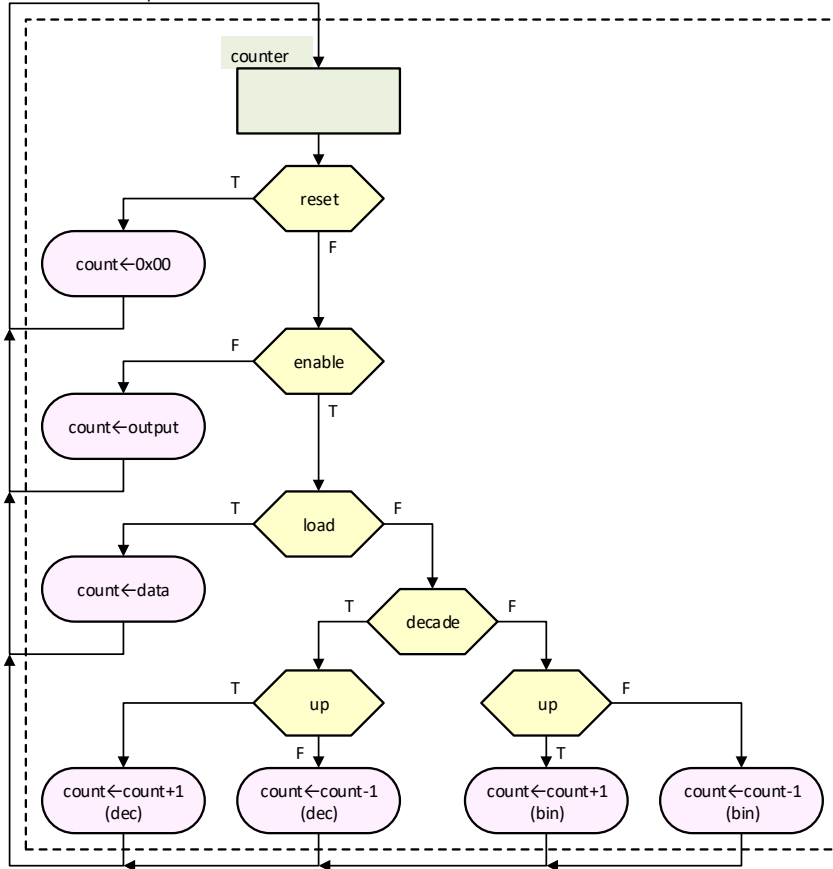 counter
T
reset
F
count←0x00
F
enable
T
count←output
T
load
F
count←data
T
decade
F
T
up
F
up
F
T
count←count+1
(dec)
count←count-1
(dec)
count←count+1
(bin)
count←count-1
(bin)